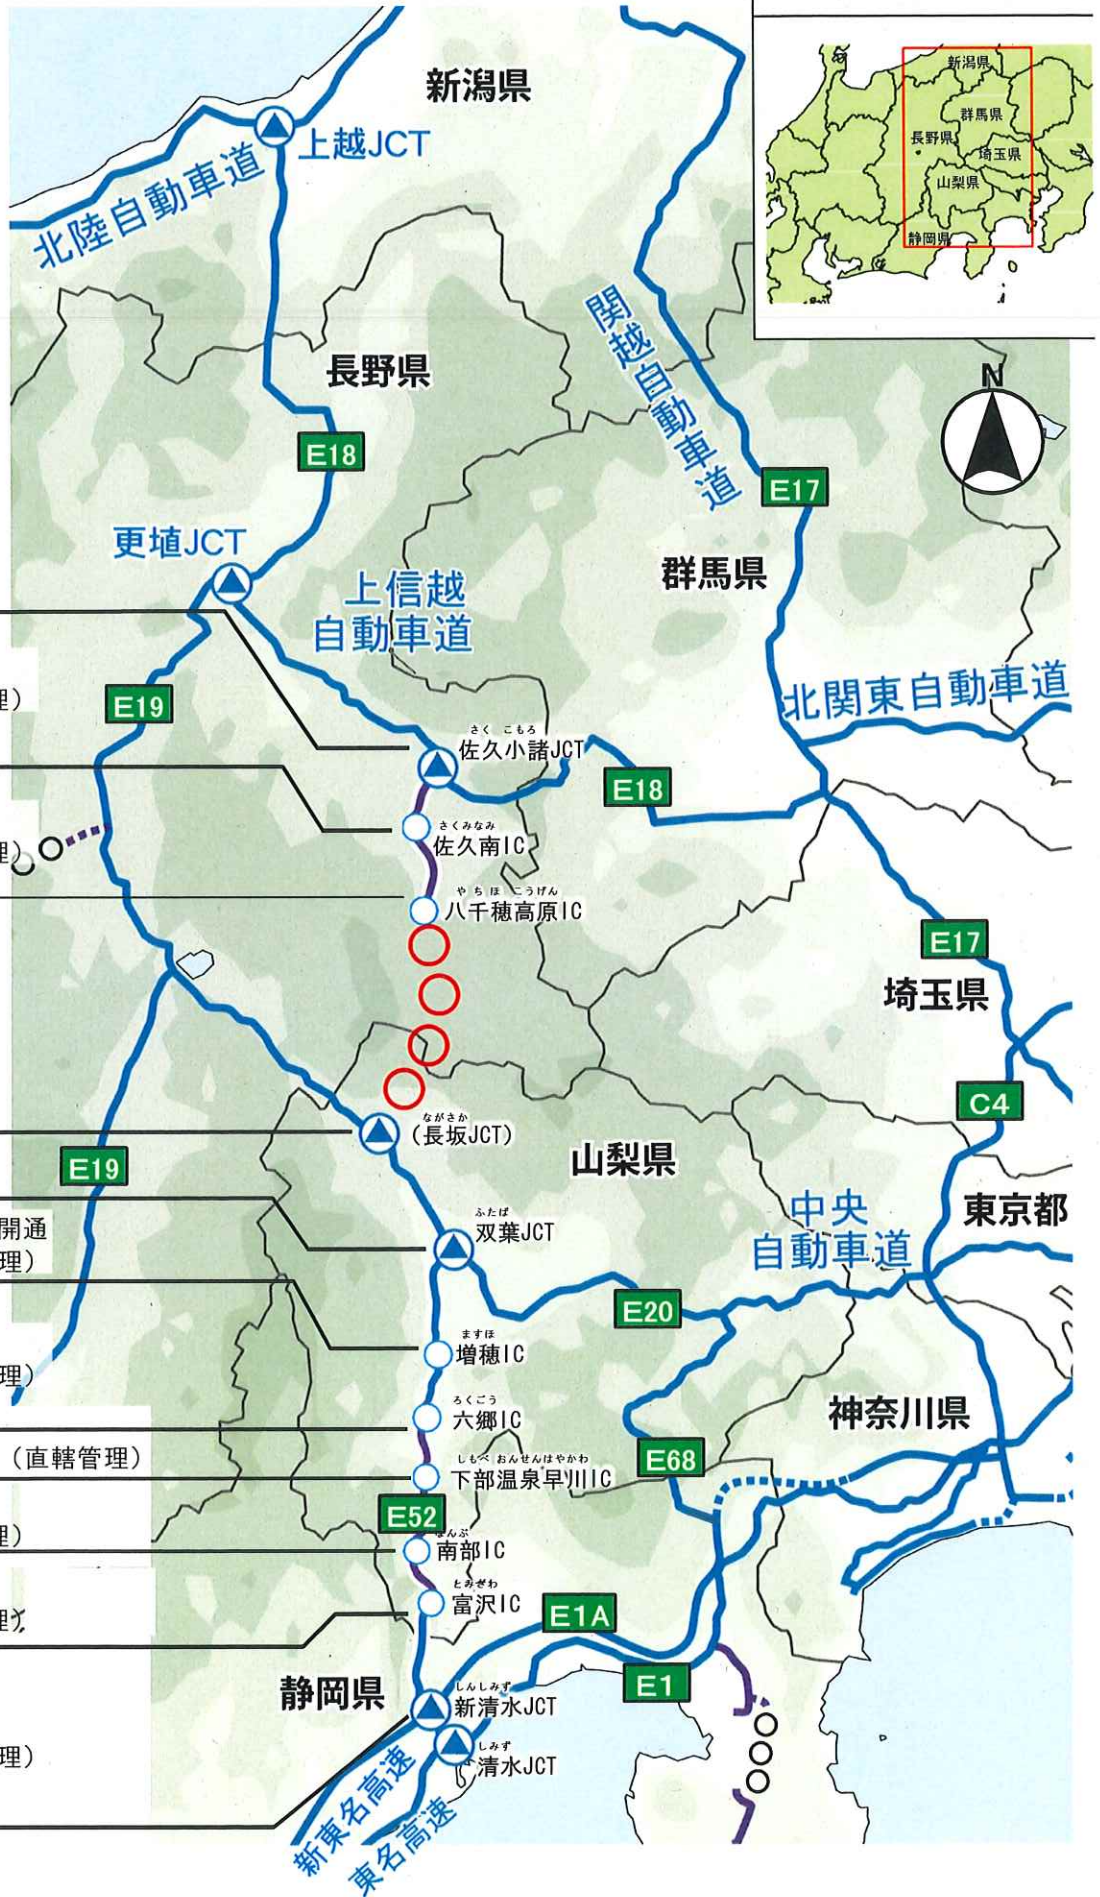 新潟県
群馬県
長野県
埼玉県
山梨県
静岡県
新潟県
上越JCT
北陸自動車道
関越自動車道
長野県
N
E18
E17
更埴JCT
群馬県
上信越
自動車道
理)
E19
北関東自動車道
さく こもろ
佐久小諸JCT
E18
さくみなみ
佐久南IC
理)
やちほ こうげん
八千穂高原IC
E17
埼玉県
C4
ながさか
(長坂JCT)
E19
山梨県
中央
自動車道
東京都
開通
理)
ふたば
双葉JCT
E20
ますほ
増穂IC
理)
ろくごう
六郷IC
神奈川県
(直轄管理)
しもべ おんせんはやかわ
下部温泉早川IC
E68
E52
理)
なんぶ
南部IC
とみざわ
富沢IC
E1A
静岡県
E1
しんしみず
新清水JCT
しみず
清水JCT
理)
新東名高速
東名高速